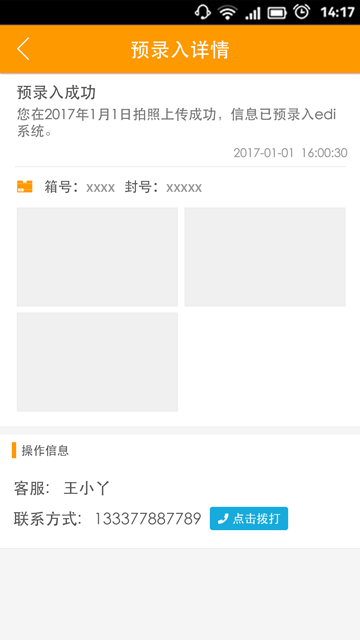 14:17
预录入详情
预录入成功
您在2017年1月1日拍照上传成功，信息已预录入edi
系统。
2017-01-01 16:00:30
箱号：xxxx 封号：xxxxx
操作信息
客服： 王小丫
联系方式： 133377887789 点击拨打